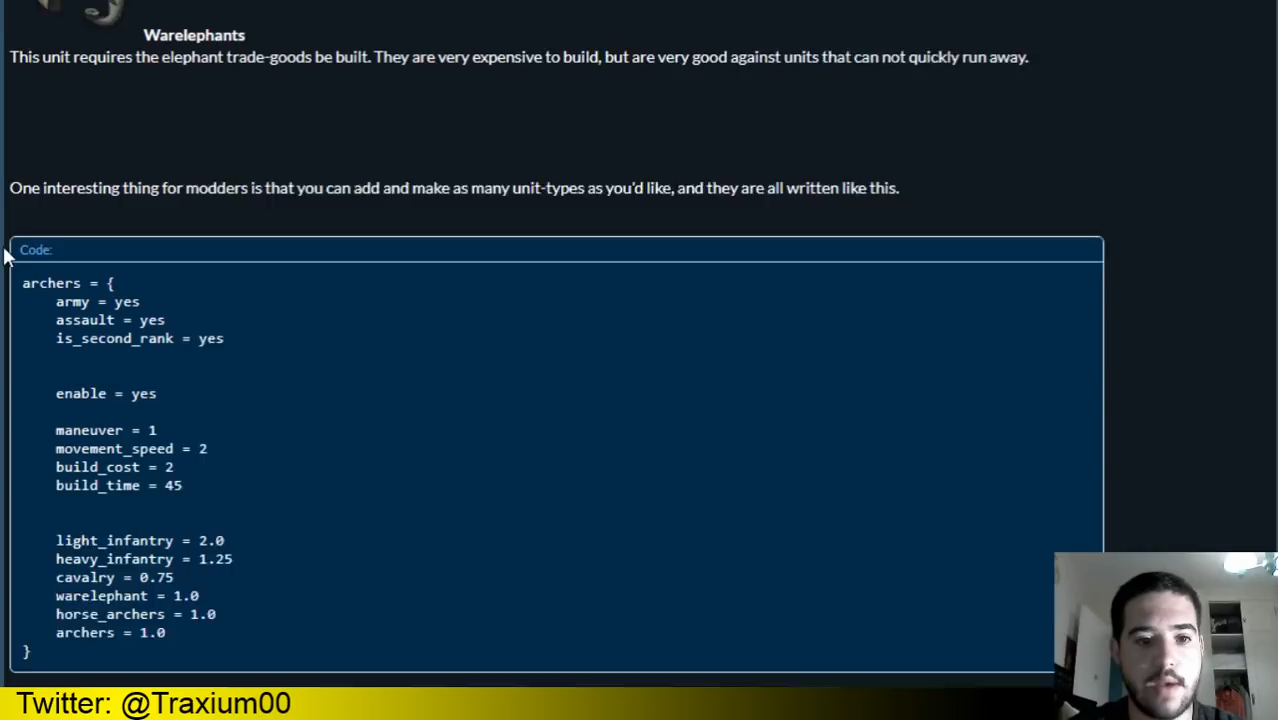 Warelephants
This unit requires the elephant trade-goods be built. They are very expensive to build, but are very good against units that can not quickly run away.
One interesting thing for modders is that you can add and make as many unit-types as you'd like, and they are all written like this.
Code:
archers = {
army = yes
assault = yes
is_second_rank = yes
enable = yes
maneuver = 1
movement_speed = 2
build_cost = 2
build_time = 45
light_infantry = 2.0
heavy_infantry = 1.25
cavalry = 0.75
warelephant = 1.0
horse_archers = 1.0
archers = 1.0
}
Twitter: @Traxium00